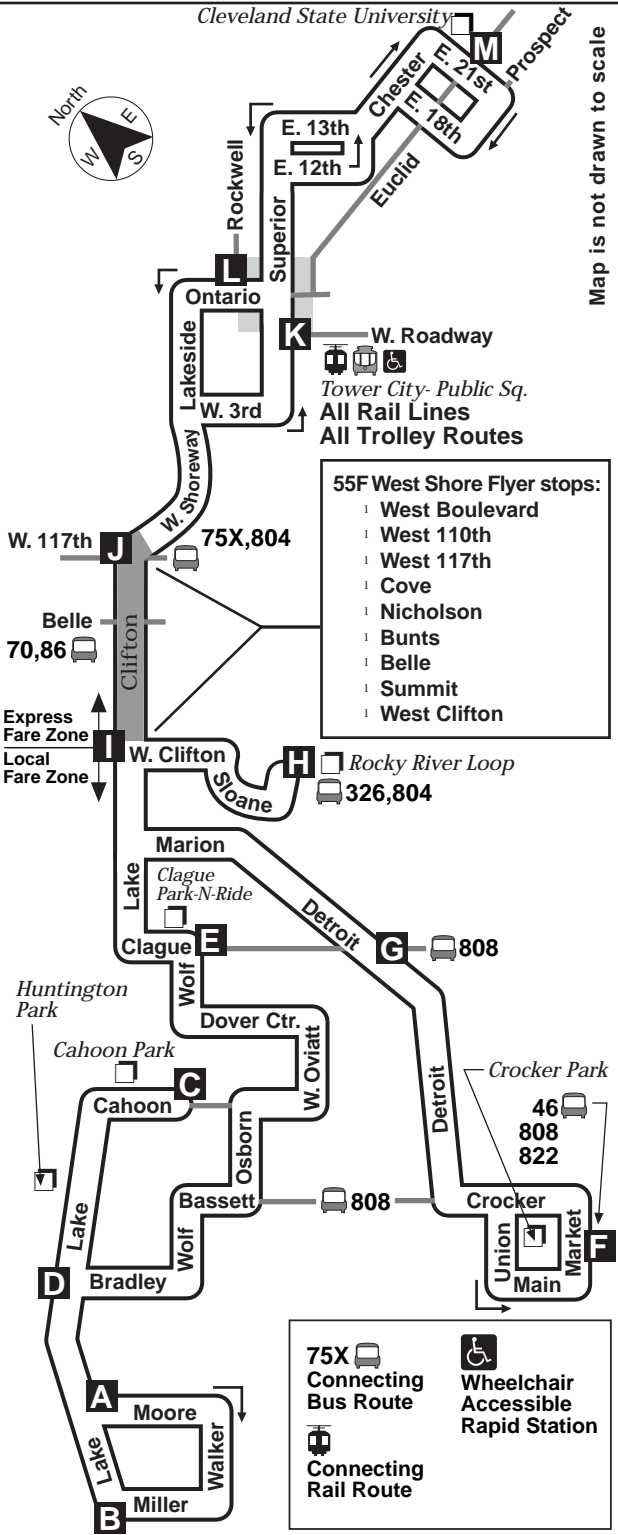 Cleveland State University
M
Prospect
E. 21st
Chester
E. 18th
Map is not drawn to scale
North
E
W
S
E. 13th
E. 12th
Rockwell
Euclid
Superior
L
Ontario
K
W. Roadway
Lakeside
Tower City- Public Sq.
All Rail Lines
All Trolley Routes
W. 3rd
W. Shoreway
55F West Shore Flyer stops:
ı West Boulevard
ı West 110th
ı West 117th
ı Cove
ı Nicholson
ı Bunts
ı Belle
ı Summit
ı West Clifton
W. 117th
J
75X,804
Belle
70,86
Clifton
Express
Fare Zone
I
Local
Fare Zone
W. Clifton
H
Rocky River Loop
326,804
Sloane
Marion
Lake
Clague
Park-N-Ride
Detroit
Clague
E
G
808
Wolf
Huntington
Park
Dover Ctr.
Cahoon Park
W. Oviatt
C
Cahoon
Detroit
Crocker Park
46
808
822
Osborn
Bassett
808
Crocker
Lake
Wolf
Union
Market
F
D
Bradley
Main
A
Moore
Walker
Lake
Miller
B
75X
Connecting
Bus Route
Connecting
Rail Route
Wheelchair
Accessible
Rapid Station